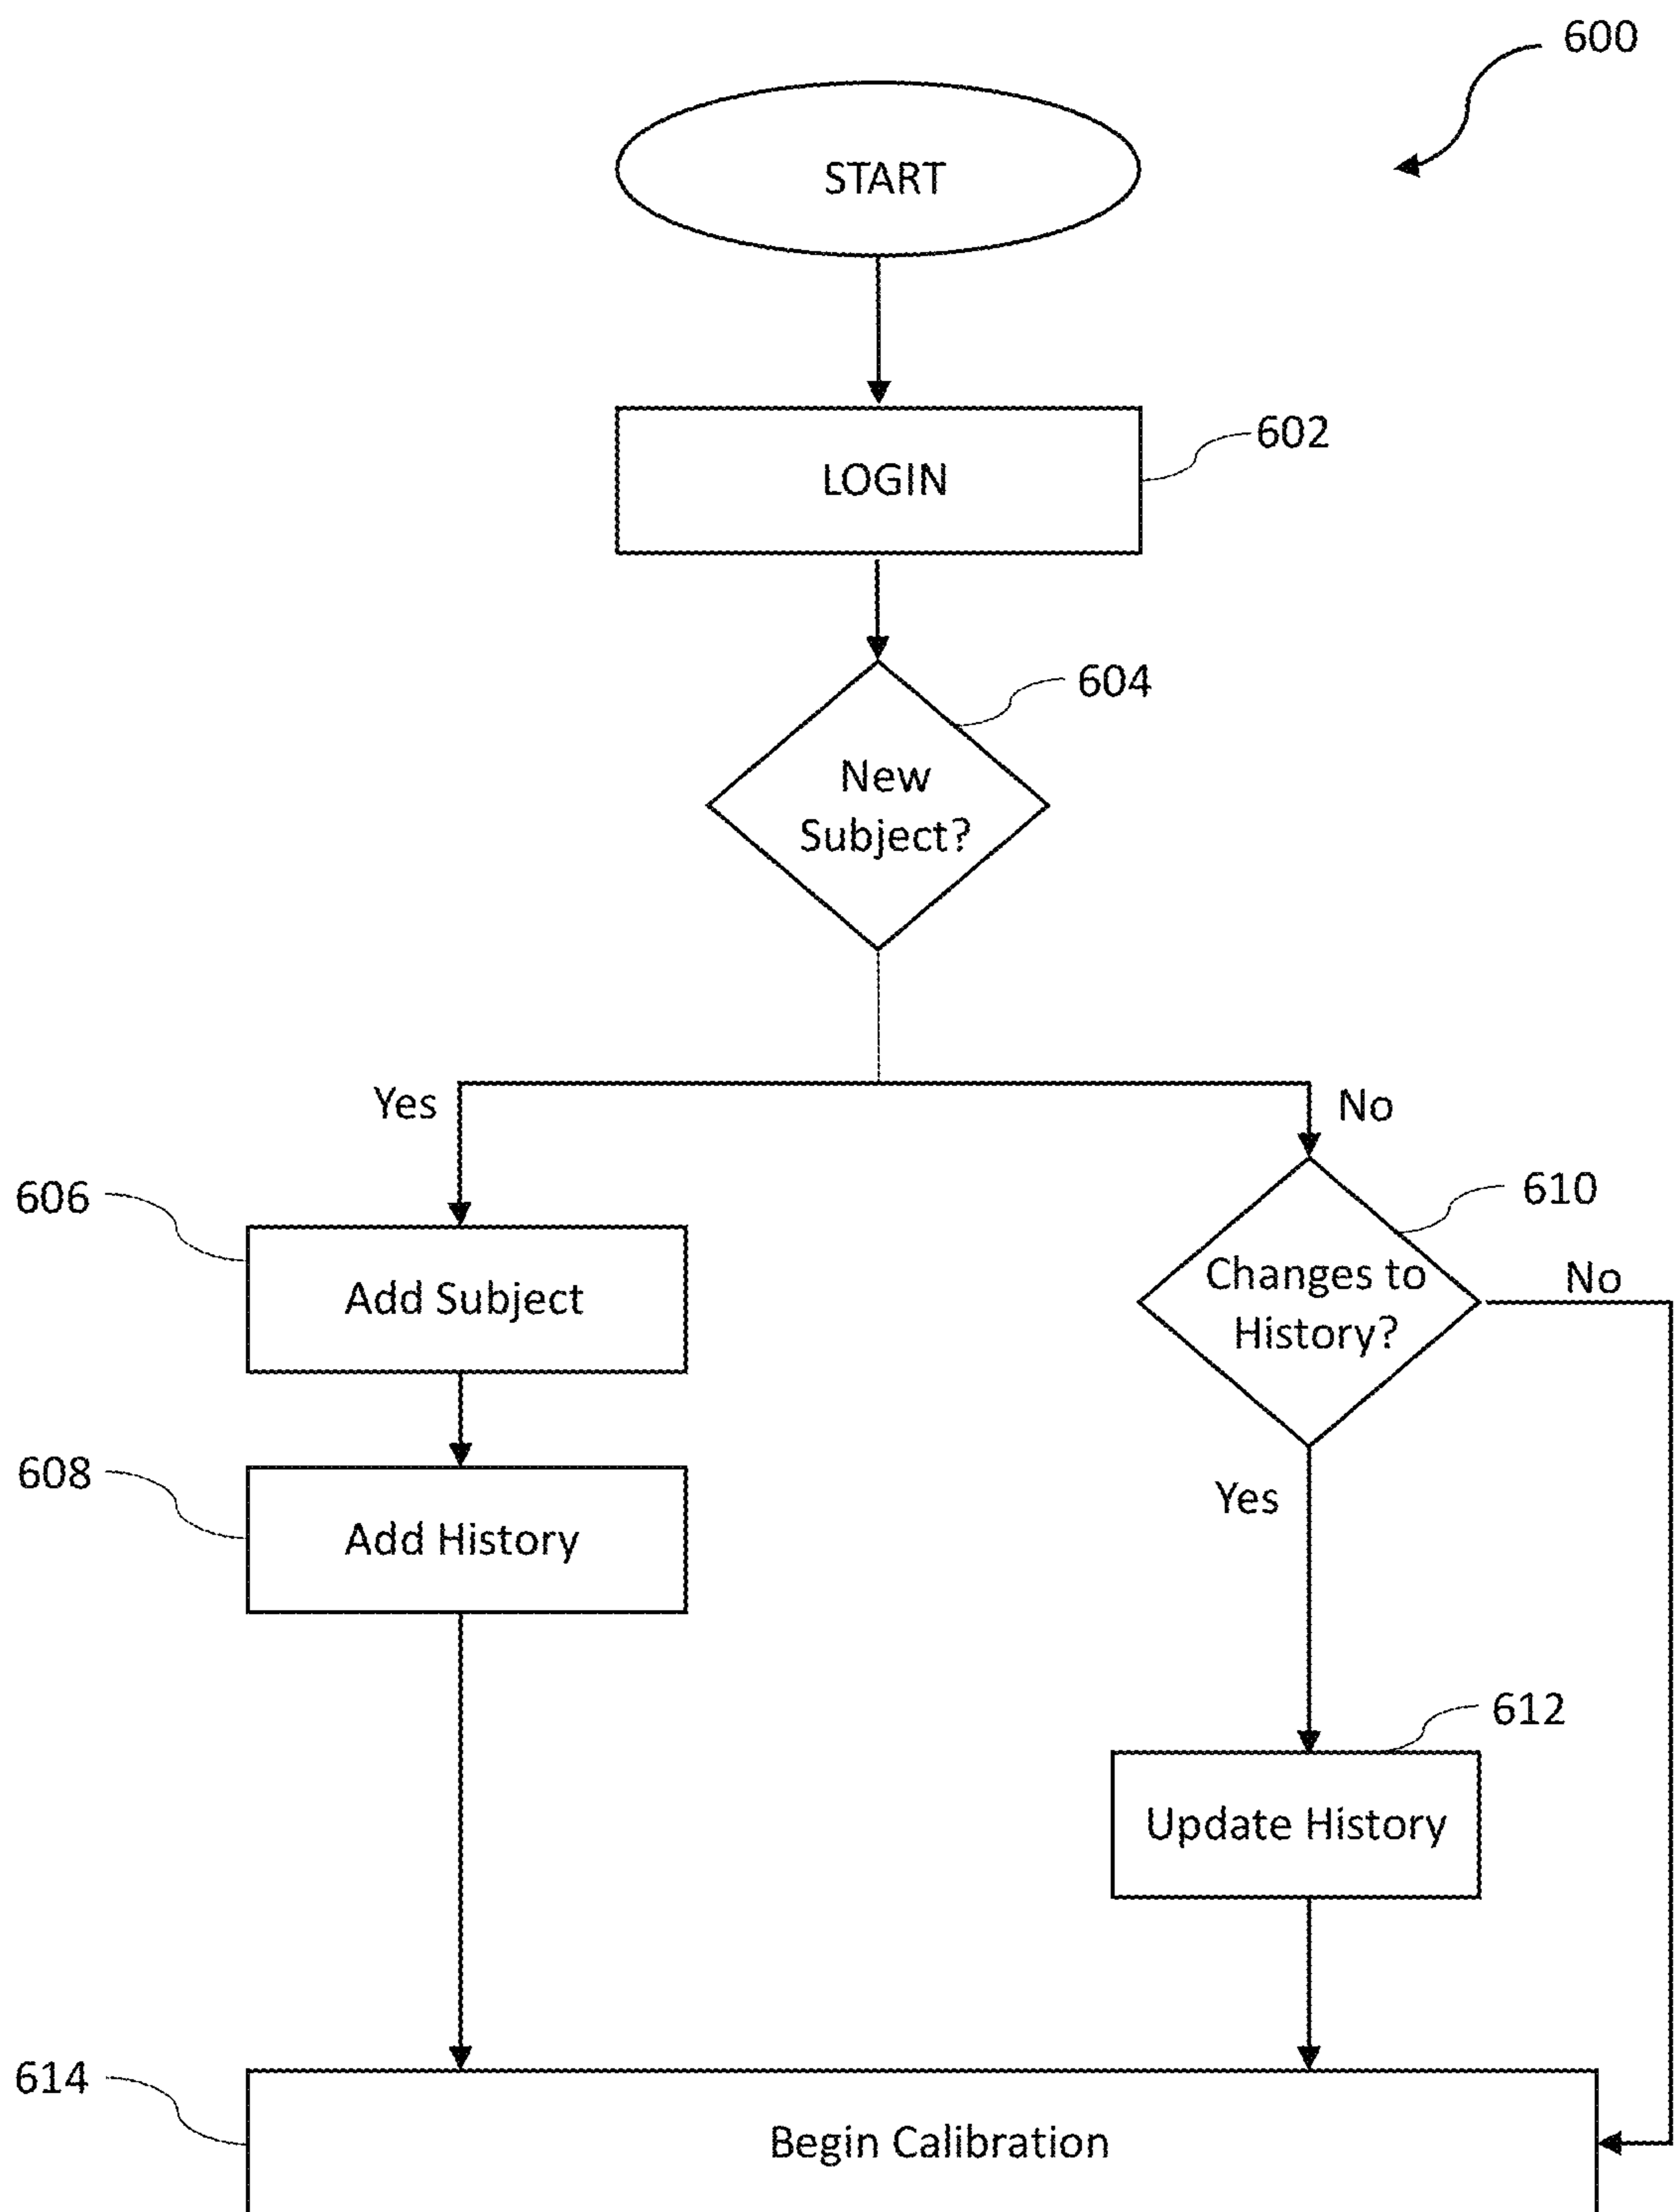 600
START
602
LOGIN
604
New
Subject?
Yes
No
606
610
Add Subject
Changes to
History?
No
608
Add History
Yes
612
Update History
614
Begin Calibration